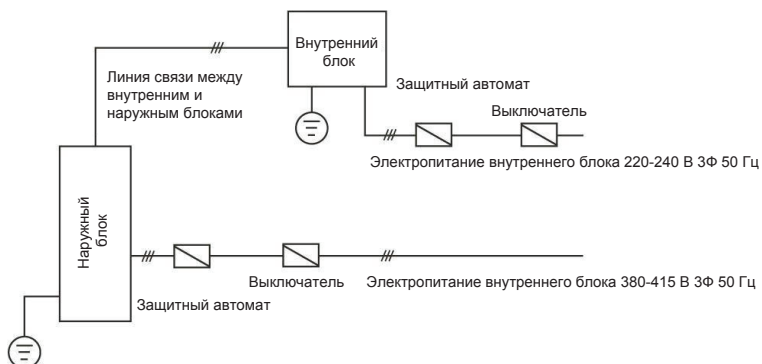 Внутренний
блок
Линия связи между
внутренним и
наружным блоками
Защитный автомат
Выключатель
Электропитание внутреннего блока 220-240 В 3Ф 50 Гц
Наружный
блок
Выключатель
Электропитание внутреннего блока 380-415 В 3Ф 50 Гц
Защитный автомат